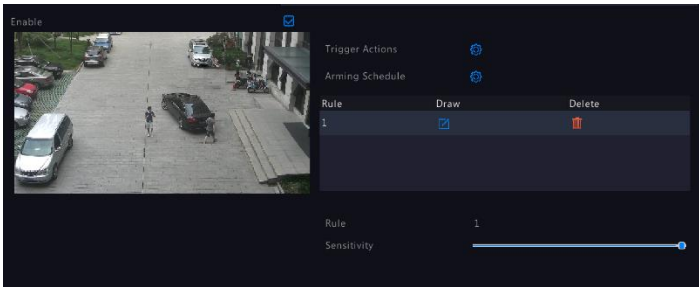 Enable
Trigger Actions
Arming Schedule
Rule Draw Delete
1
Rule 1
Sensitivity